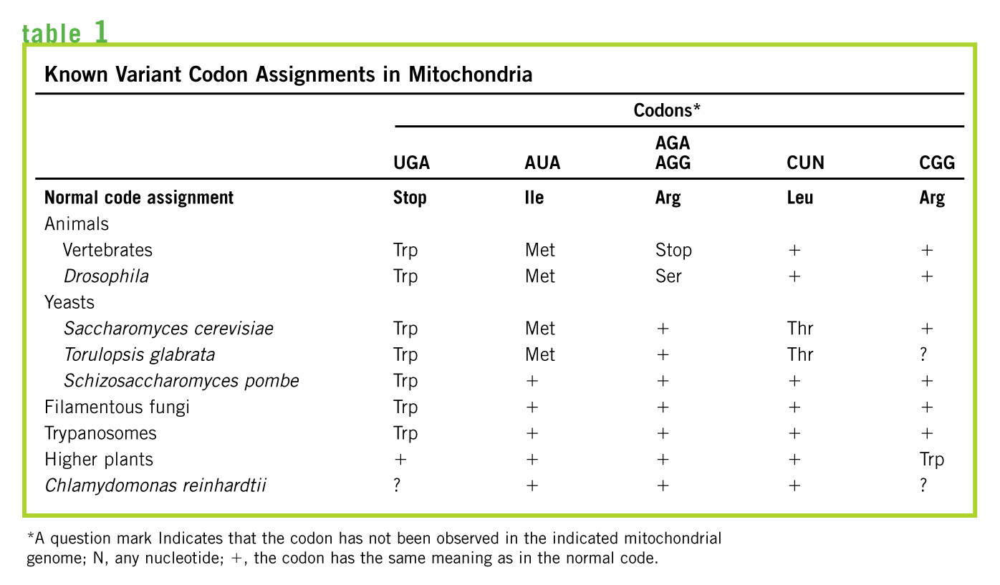 table 1
Known Variant Codon Assignments in Mitochondria
Codons*
AGA
UGA AUA AGG CUN CGG
Normal code assignment Stop Ile Arg Leu Arg
Animals
Vertebrates Trp Met Stop + +
Drosophila Trp Met Ser + +
Yeasts
Saccharomyces cerevisiae Trp Met + Thr +
Torulopsis glabrata Trp Met + Thr ?
Schizosaccharomyces pombe Trp + + + +
Filamentous fungi Trp + + + +
Trypanosomes Trp + + + +
Higher plants + + + + Trp
Chlamydomonas reinhardtii ? + + + ?
*A question mark Indicates that the codon has not been observed in the indicated mitochondrial
genome; N, any nucleotide; +, the codon has the same meaning as in the normal code.